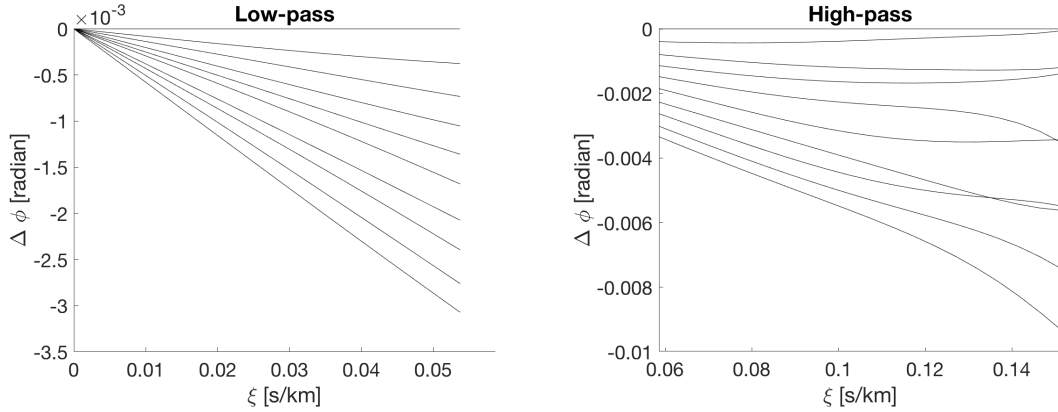 Low-pass
×10⁻³
0
-0.5
-1
-1.5
-2
-2.5
-3
-3.5
Δ ϕ [radian]
0 0.01 0.02 0.03 0.04 0.05
ξ [s/km]
High-pass
0
-0.002
-0.004
-0.006
-0.008
-0.01
Δ ϕ [radian]
0.06 0.08 0.1 0.12 0.14
ξ [s/km]